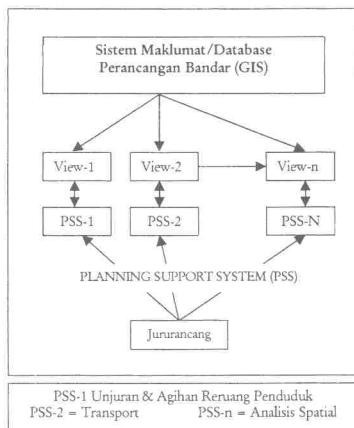 Sistem Maklumat/Database
Perancangan Bandar (GIS)
View-1 View-2 View-n
PSS-1 PSS-2 PSS-N
PLANNING SUPPORT SYSTEM (PSS)
Jururancang
PSS-1 Unjuran & Agihan Reruang Penduduk
PSS-2 = Transport PSS-n = Analisis Spatial